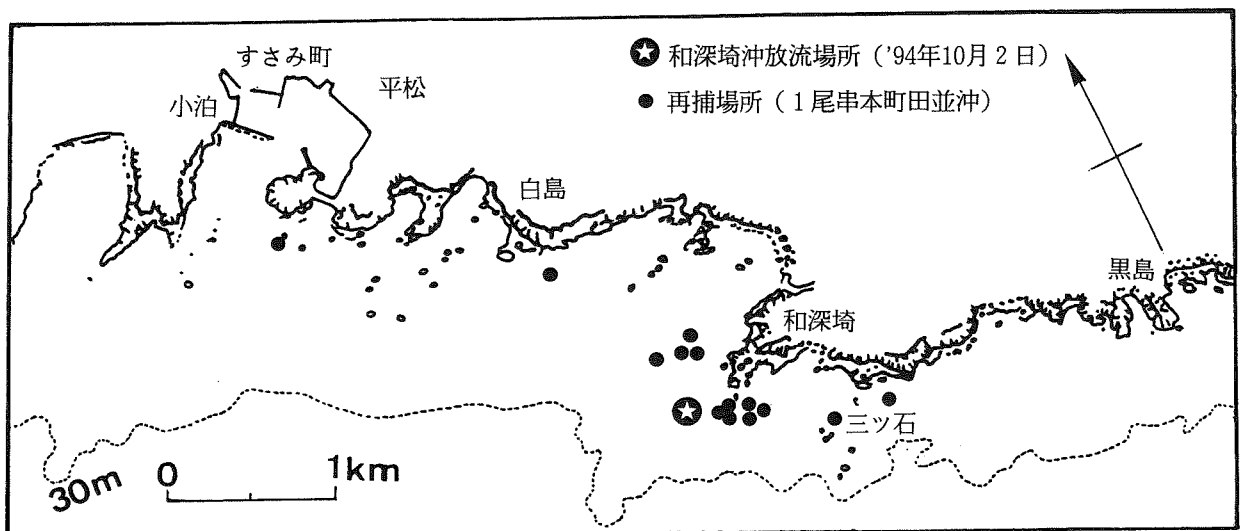 すさみ町
平松
小泊
和深埼沖放流場所（'94年10月2日）
再捕場所（1尾串本町田並沖）
白島
黒島
和深埼
三ツ石
30m
0
1km